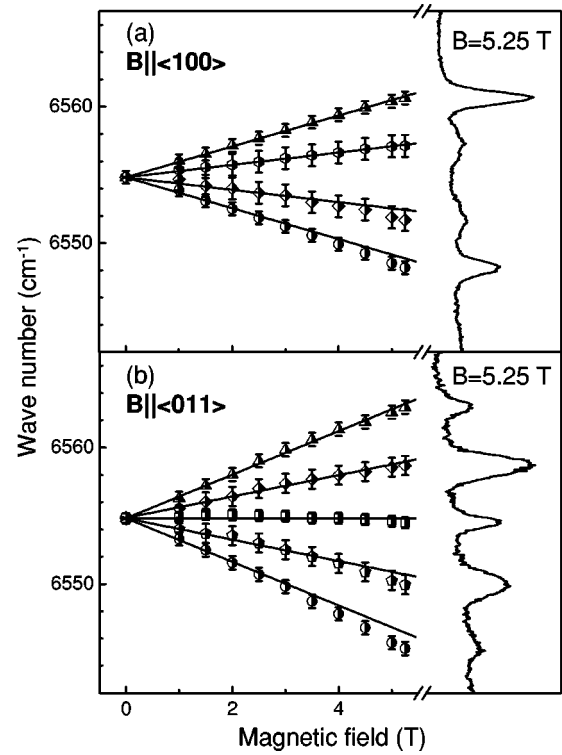 (a)
B||<100>
B=5.25 T
6560
6550
Wave number (cm-1)
(b)
B||<011>
B=5.25 T
6560
6550
0 2 4
Magnetic field (T)